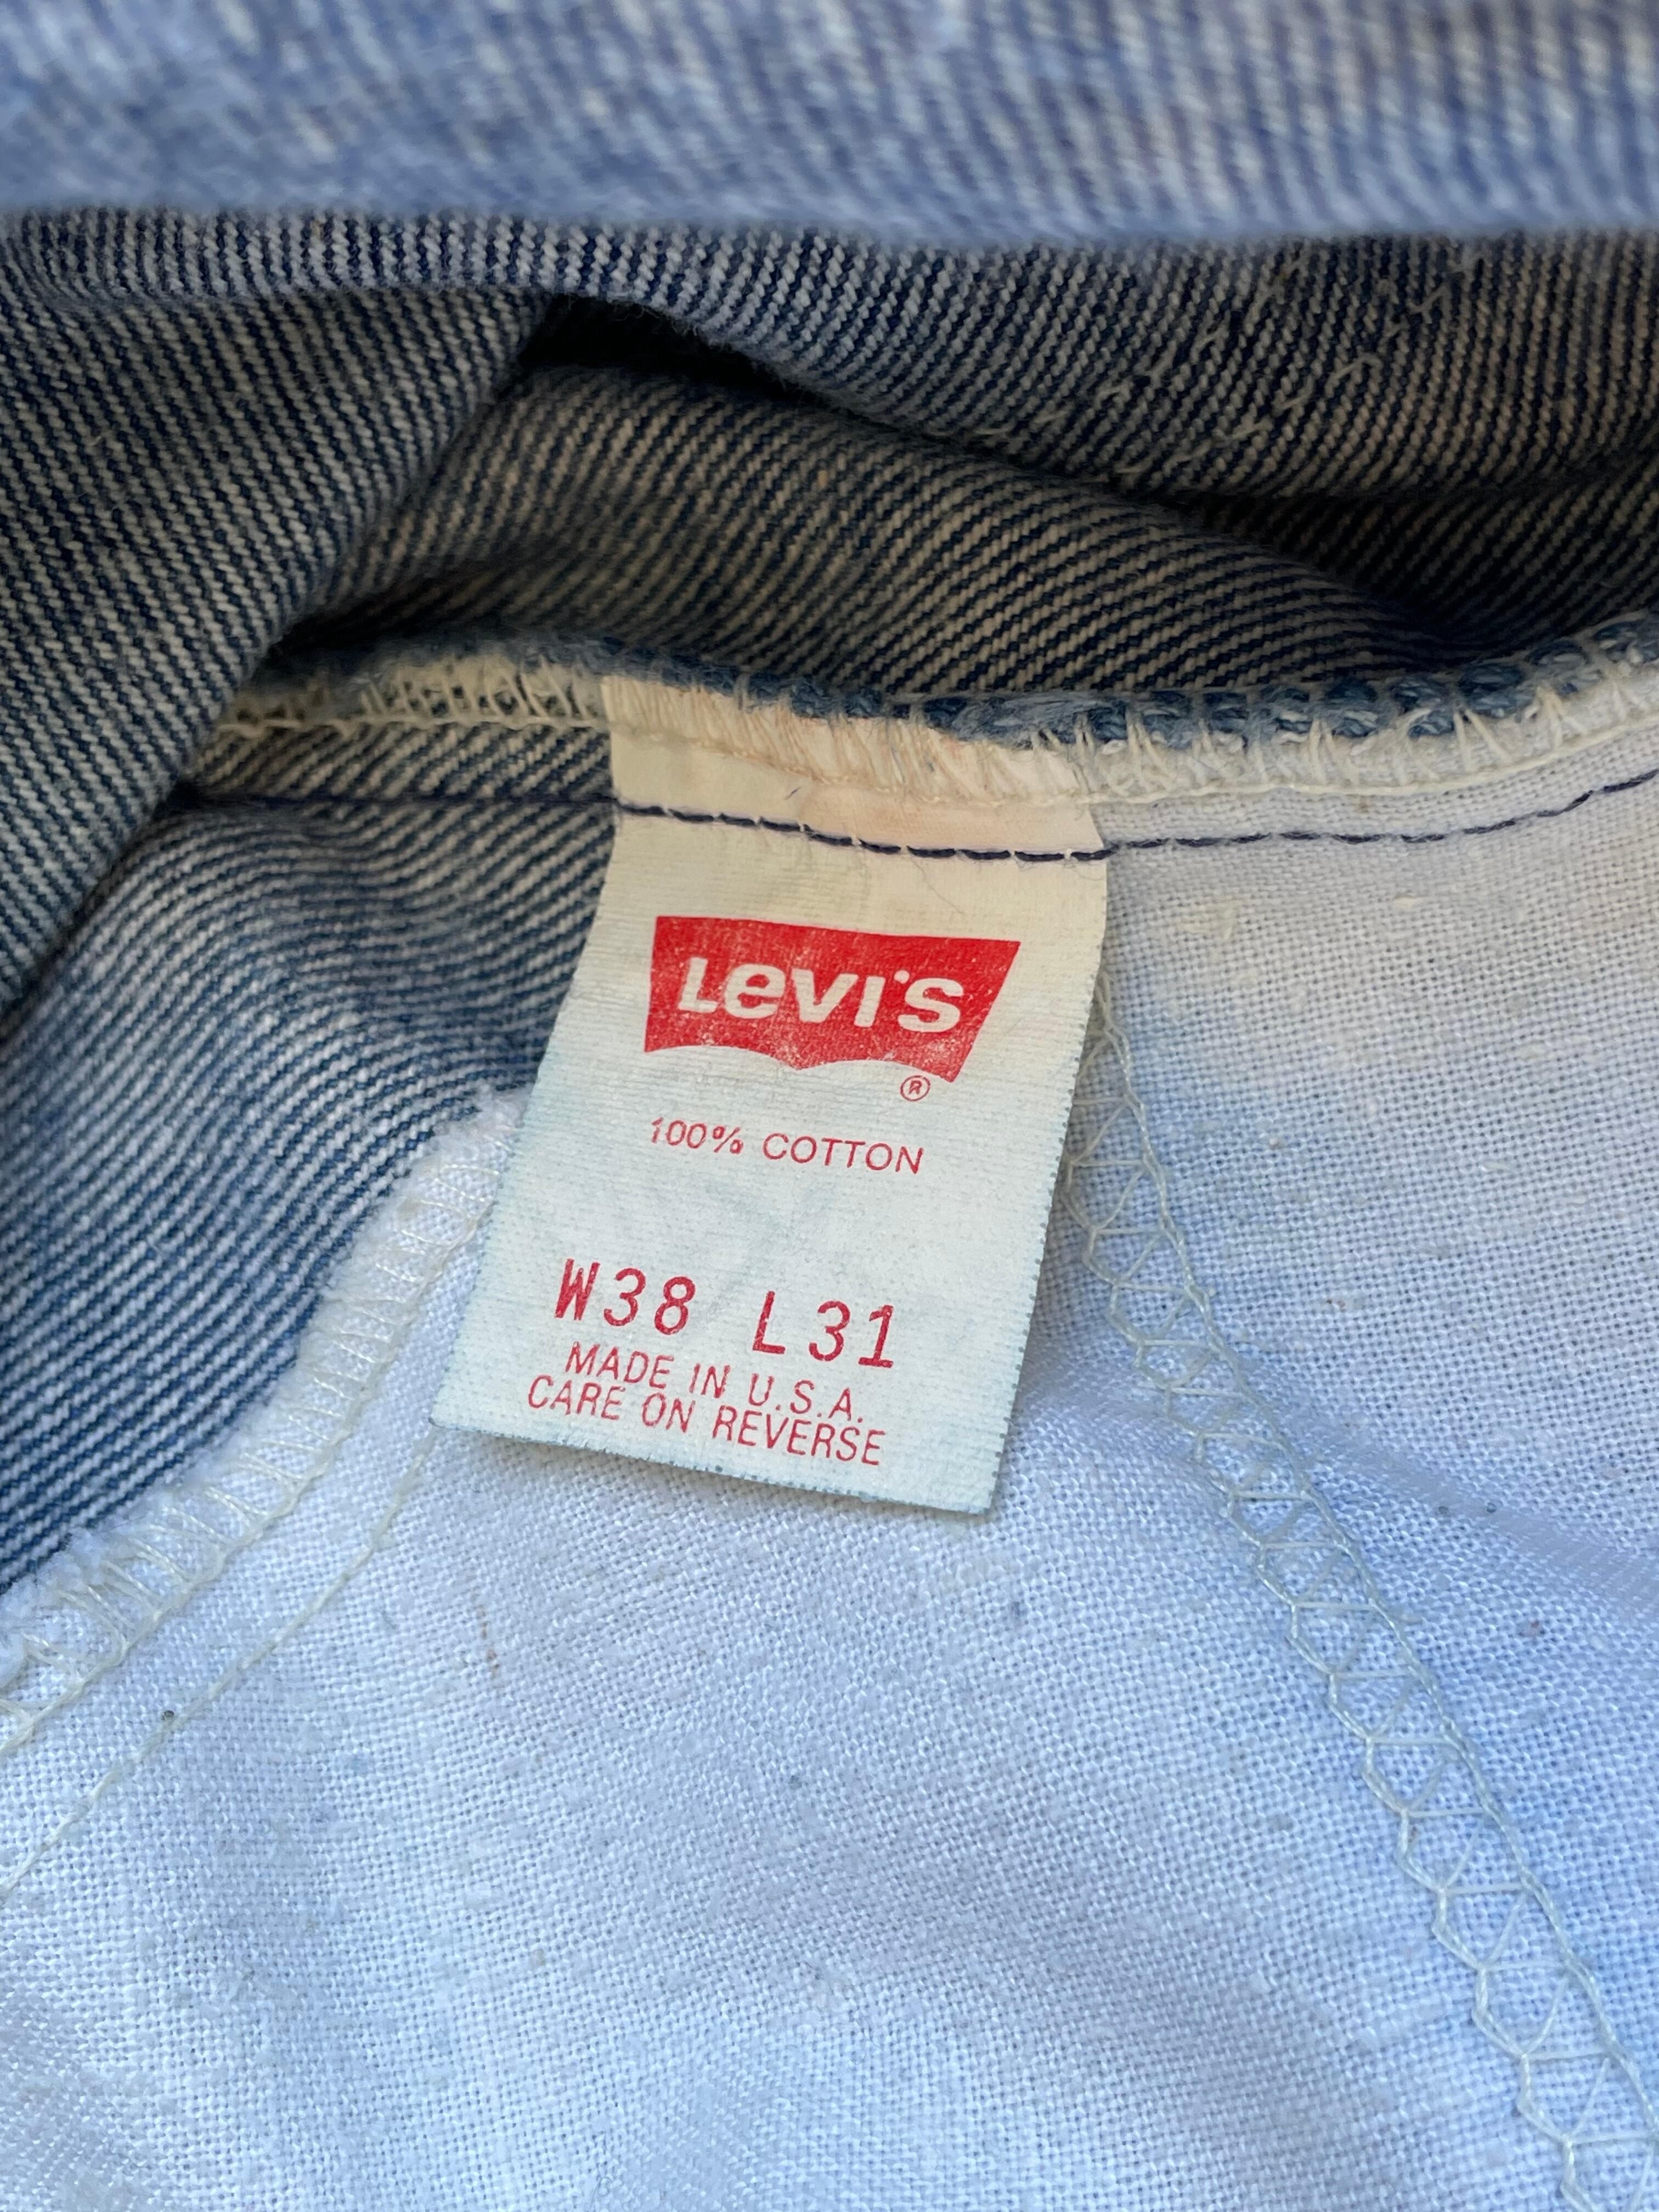 Levi's
®
100% COTTON
W38 L31
MADE IN U.S.A.
CARE ON REVERSE